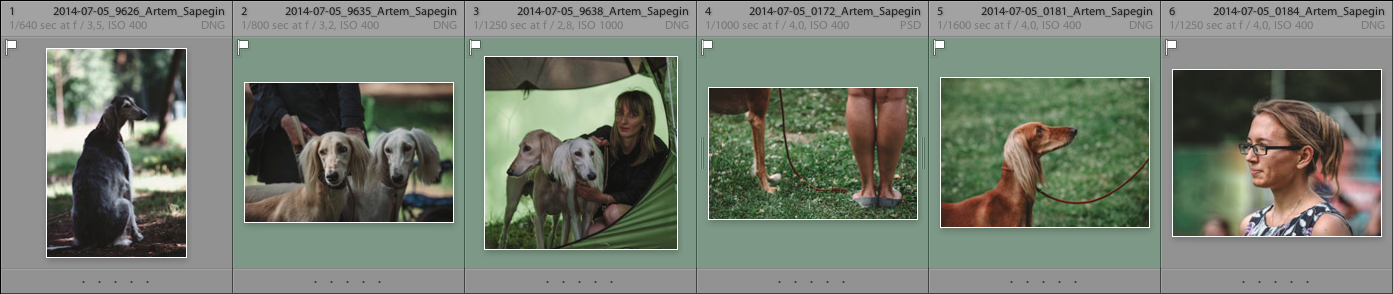 1 2014-07-05_9626_Artem_Sapegin
1/640 sec at f / 3,5, ISO 400 DNG
2 2014-07-05_9635_Artem_Sapegin
1/800 sec at f / 3,2, ISO 400 DNG
3 2014-07-05_9638_Artem_Sapegin
1/1250 sec at f / 2,8, ISO 1000 DNG
4 2014-07-05_0172_Artem_Sapegin
1/1000 sec at f / 4,0, ISO 400 PSD
5 2014-07-05_0181_Artem_Sapegin
1/1600 sec at f / 4,0, ISO 400 DNG
6 2014-07-05_0184_Artem_Sapegin
1/1250 sec at f / 4,0, ISO 400 DNG